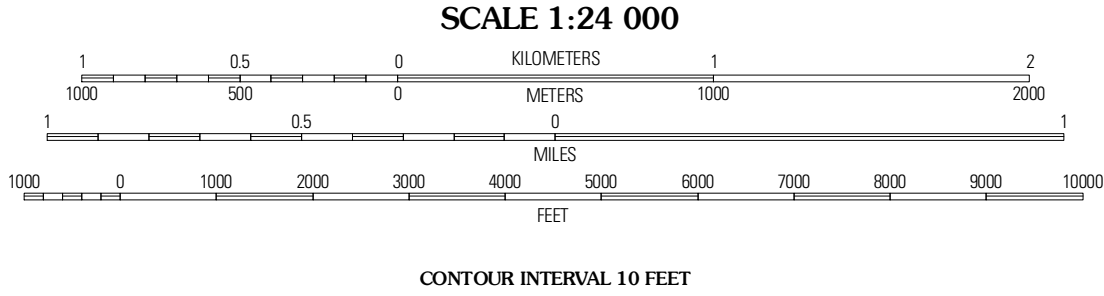 SCALE 1:24 000
1 0.5 0 KILOMETERS 1 2
1000 500 0 METERS 1000 2000
1 0.5 0 1
MILES
1000 0 1000 2000 3000 4000 5000 6000 7000 8000 9000 10000
FEET
CONTOUR INTERVAL 10 FEET